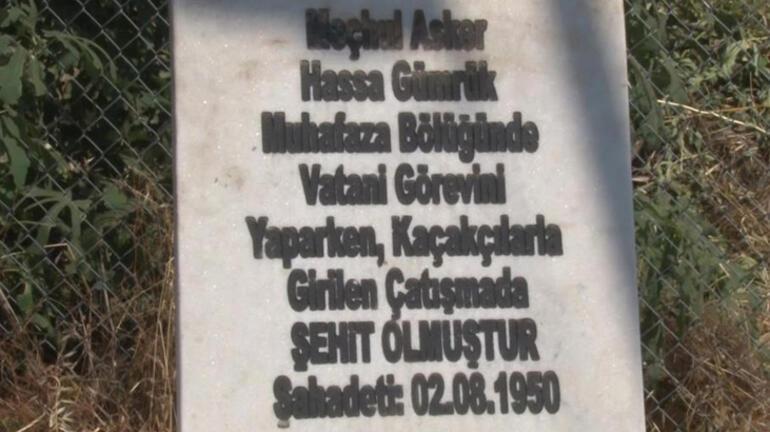 Meçhul Asker
Hassa Gümrük
Muhafaza Bölüğünde
Vatani Görevini
Yaparken, Kaçakçılarla
Girilen Çatışmada
ŞEHİT OLMUŞTUR
Şahadeti: 02.08.1950